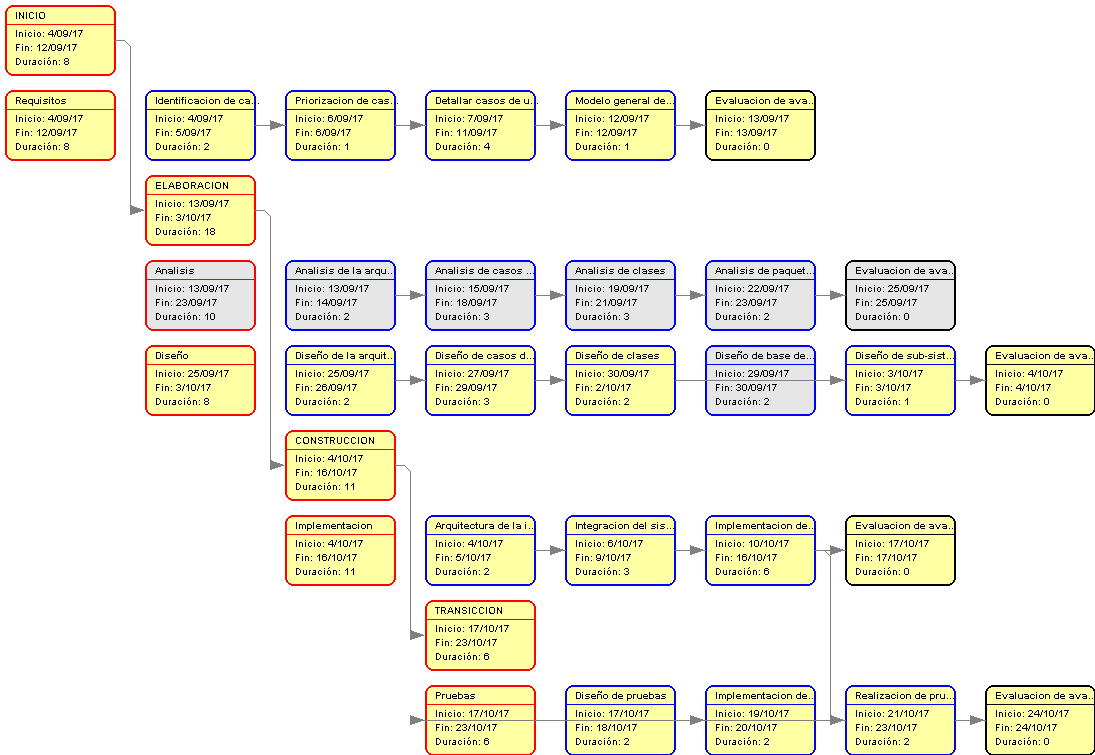 INICIO
Inicio: 4/09/17
Fin: 12/09/17
Duración: 8
Requisitos
Inicio: 4/09/17
Fin: 12/09/17
Duración: 8
Identificacion de ca...
Inicio: 4/09/17
Fin: 5/09/17
Duración: 2
Priorizacion de cas...
Inicio: 6/09/17
Fin: 6/09/17
Duración: 1
Detallar casos de u...
Inicio: 7/09/17
Fin: 11/09/17
Duración: 4
Modelo general de...
Inicio: 12/09/17
Fin: 12/09/17
Duración: 1
Evaluacion de ava...
Inicio: 13/09/17
Fin: 13/09/17
Duración: 0
ELABORACION
Inicio: 13/09/17
Fin: 3/10/17
Duración: 18
Analisis
Inicio: 13/09/17
Fin: 23/09/17
Duración: 10
Analisis de la arqu...
Inicio: 13/09/17
Fin: 14/09/17
Duración: 2
Analisis de casos ...
Inicio: 15/09/17
Fin: 18/09/17
Duración: 3
Analisis de clases
Inicio: 19/09/17
Fin: 21/09/17
Duración: 3
Analisis de paquet...
Inicio: 22/09/17
Fin: 23/09/17
Duración: 2
Evaluacion de ava...
Inicio: 25/09/17
Fin: 25/09/17
Duración: 0
Diseño
Inicio: 25/09/17
Fin: 3/10/17
Duración: 8
Diseño de la arquit...
Inicio: 25/09/17
Fin: 26/09/17
Duración: 2
Diseño de casos d...
Inicio: 27/09/17
Fin: 29/09/17
Duración: 3
Diseño de clases
Inicio: 30/09/17
Fin: 2/10/17
Duración: 2
Diseño de base de...
Inicio: 29/09/17
Fin: 30/09/17
Duración: 2
Diseño de sub-sist...
Inicio: 3/10/17
Fin: 3/10/17
Duración: 1
Evaluacion de ava...
Inicio: 4/10/17
Fin: 4/10/17
Duración: 0
CONSTRUCCION
Inicio: 4/10/17
Fin: 16/10/17
Duración: 11
Implementacion
Inicio: 4/10/17
Fin: 16/10/17
Duración: 11
Arquitectura de la i...
Inicio: 4/10/17
Fin: 5/10/17
Duración: 2
Integracion del sis...
Inicio: 6/10/17
Fin: 9/10/17
Duración: 3
Implementacion de...
Inicio: 10/10/17
Fin: 16/10/17
Duración: 6
Evaluacion de ava...
Inicio: 17/10/17
Fin: 17/10/17
Duración: 0
TRANSICCION
Inicio: 17/10/17
Fin: 23/10/17
Duración: 6
Pruebas
Inicio: 17/10/17
Fin: 23/10/17
Duración: 6
Diseño de pruebas
Inicio: 17/10/17
Fin: 18/10/17
Duración: 2
Implementacion de...
Inicio: 19/10/17
Fin: 20/10/17
Duración: 2
Realizacion de pru...
Inicio: 21/10/17
Fin: 23/10/17
Duración: 2
Evaluacion de ava...
Inicio: 24/10/17
Fin: 24/10/17
Duración: 0